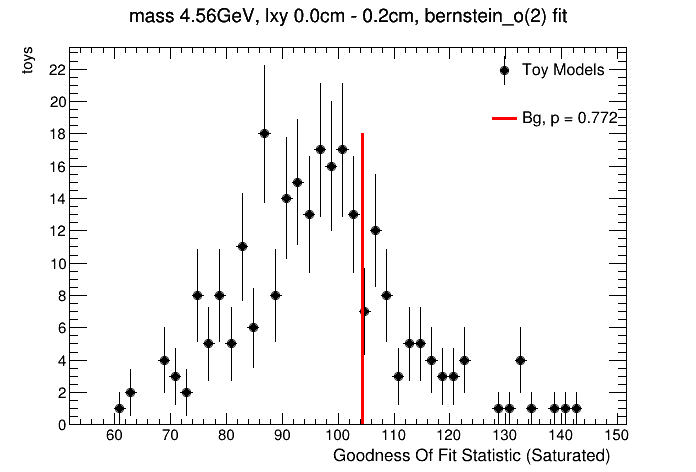 mass 4.56GeV, lxy 0.0cm - 0.2cm, bernstein_o(2) fit
toys
22
20
18
16
14
12
10
8
6
4
2
0
Toy Models
Bg, p = 0.772
60 70 80 90 100 110 120 130 140 150
Goodness Of Fit Statistic (Saturated)